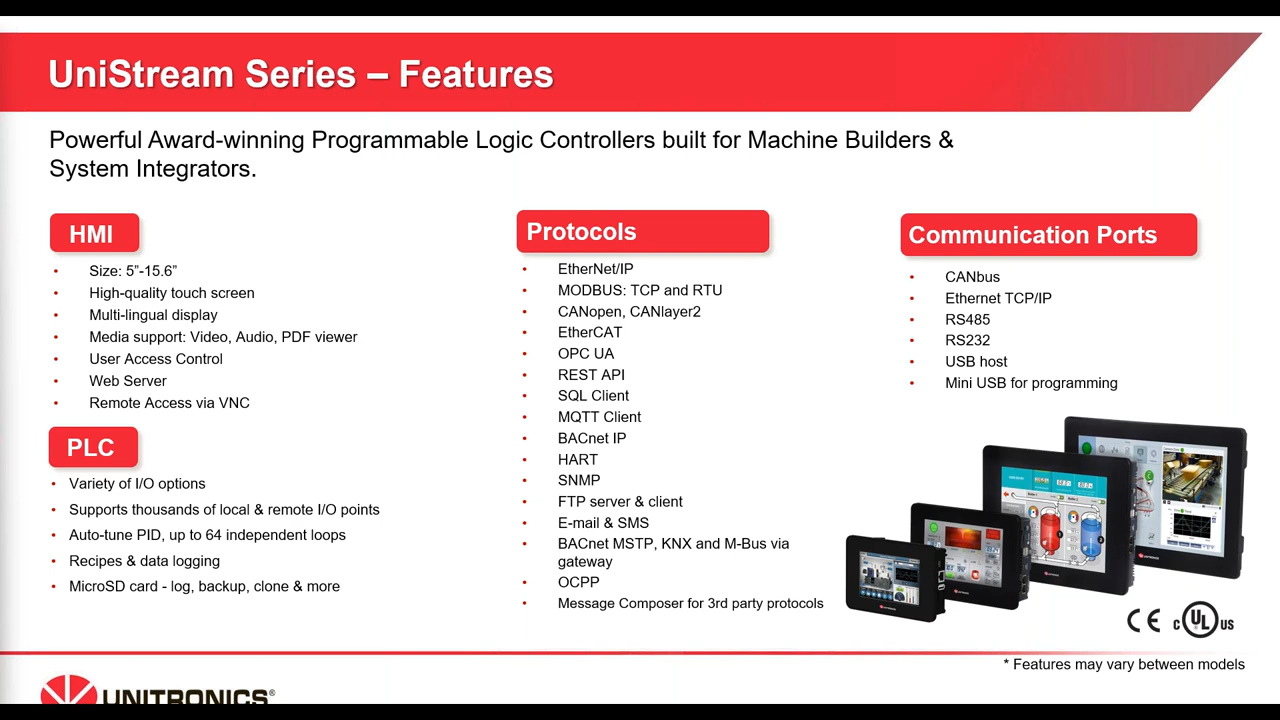 UniStream Series – Features
Powerful Award-winning Programmable Logic Controllers built for Machine Builders &
System Integrators.
HMI
• Size: 5”-15.6”
• High-quality touch screen
• Multi-lingual display
• Media support: Video, Audio, PDF viewer
• User Access Control
• Web Server
• Remote Access via VNC
PLC
• Variety of I/O options
• Supports thousands of local & remote I/O points
• Auto-tune PID, up to 64 independent loops
• Recipes & data logging
• MicroSD card - log, backup, clone & more
Protocols
• EtherNet/IP
• MODBUS: TCP and RTU
• CANopen, CANlayer2
• EtherCAT
• OPC UA
• REST API
• SQL Client
• MQTT Client
• BACnet IP
• HART
• SNMP
• FTP server & client
• E-mail & SMS
• BACnet MSTP, KNX and M-Bus via
gateway
• OCPP
• Message Composer for 3rd party protocols
Communication Ports
• CANbus
• Ethernet TCP/IP
• RS485
• RS232
• USB host
• Mini USB for programming
CE c UL US
* Features may vary between models
UNITRONICS®